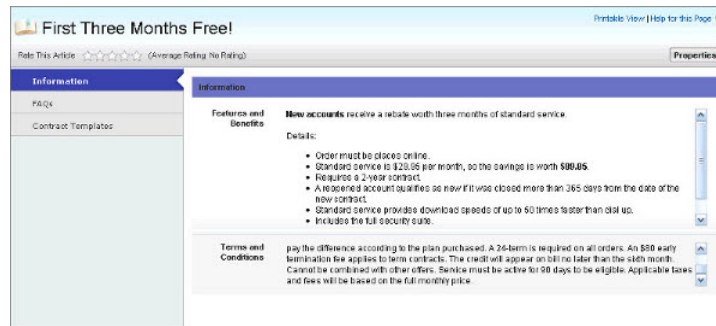 First Three Months Free!
Printable View | Help for this Page
Rate This Article (Average Rating: No Rating)
Properties
Information
FAQs
Contract Templates
Information
Features and Benefits
New accounts receive a rebate worth three months of standard service.
Details:
Order must be places online.
Standard service is per month, so the savings is worth
Requires a 2-year contract.
A reopened account qualifies as new if it was closed more than 365 days from the date of the
new contract.
Standard service provides download speeds of up to 50 times faster than dial up.
Includes the full security suite.
Terms and Conditions
pay the difference according to the plan purchased. A 24-term is required on all orders. An $80 early
termination fee applies to term contracts. The credit will appear on bill no later than the sixth month.
Cannot be combined with other offers. Service must be active for 90 days to be eligible. Applicable taxes
and fees will be based on the full monthly price.